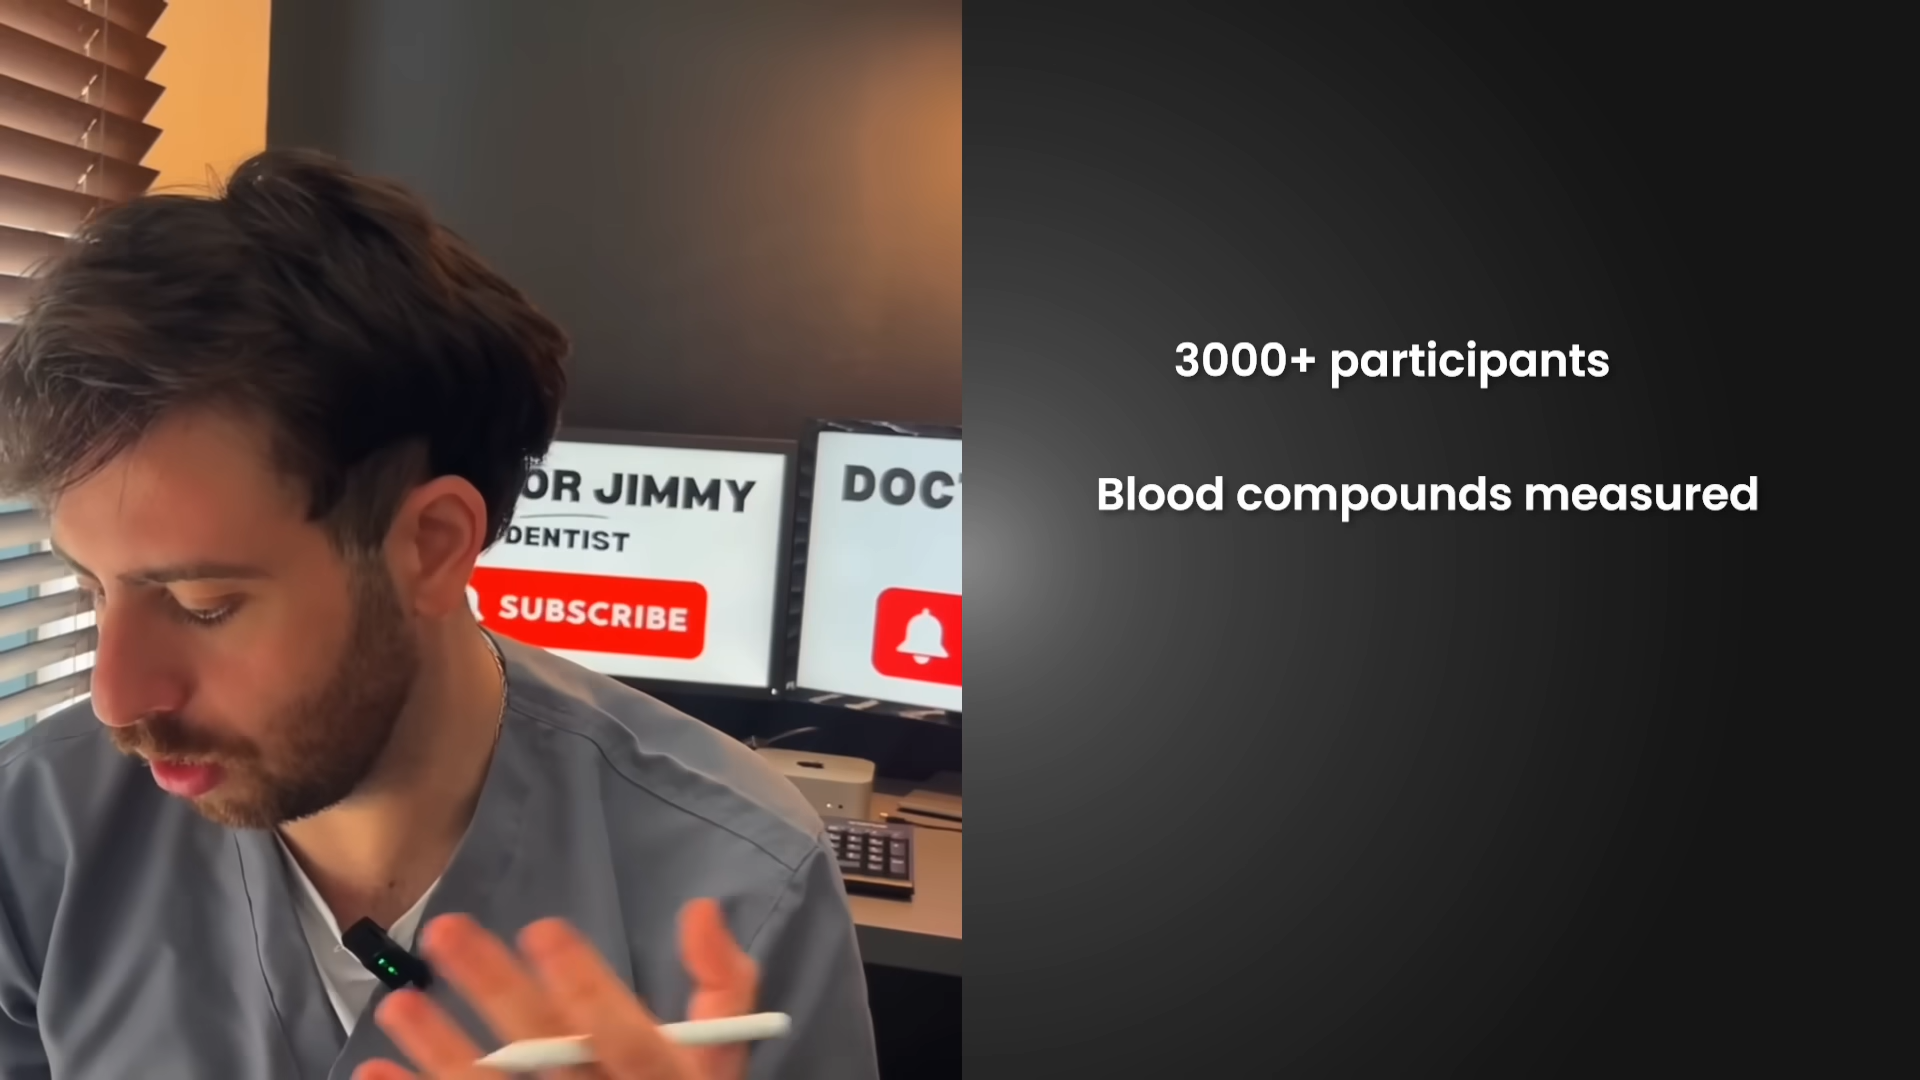 OR JIMMY
DENTIST
SUBSCRIBE
DOC
3000+ participants
Blood compounds measured